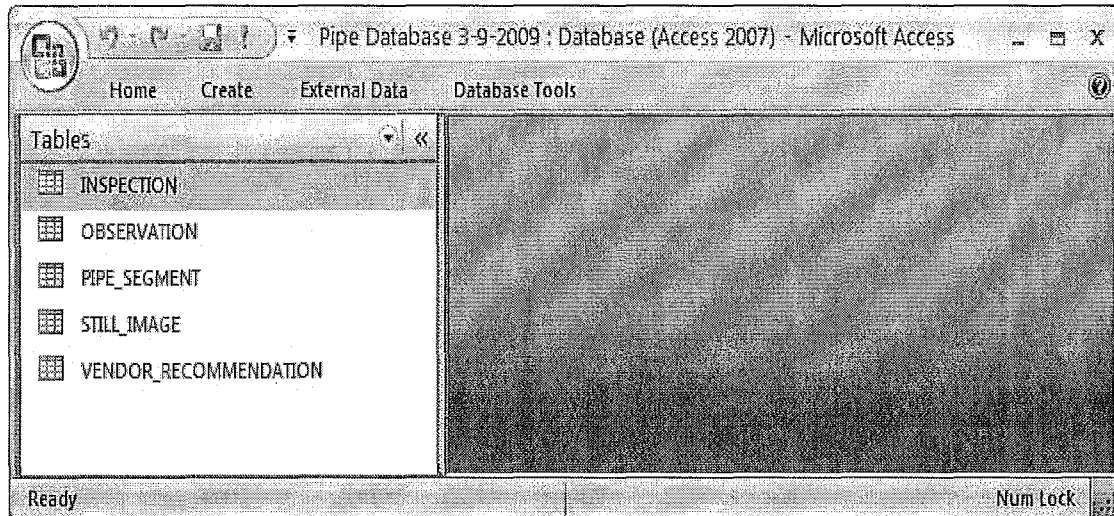 Pipe Database 3-9-2009 : Database (Access 2007) - Microsoft Access
Home Create External Data Database Tools
Tables
INSPECTION
OBSERVATION
PIPE_SEGMENT
STILL_IMAGE
VENDOR_RECOMMENDATION
Ready Num Lock